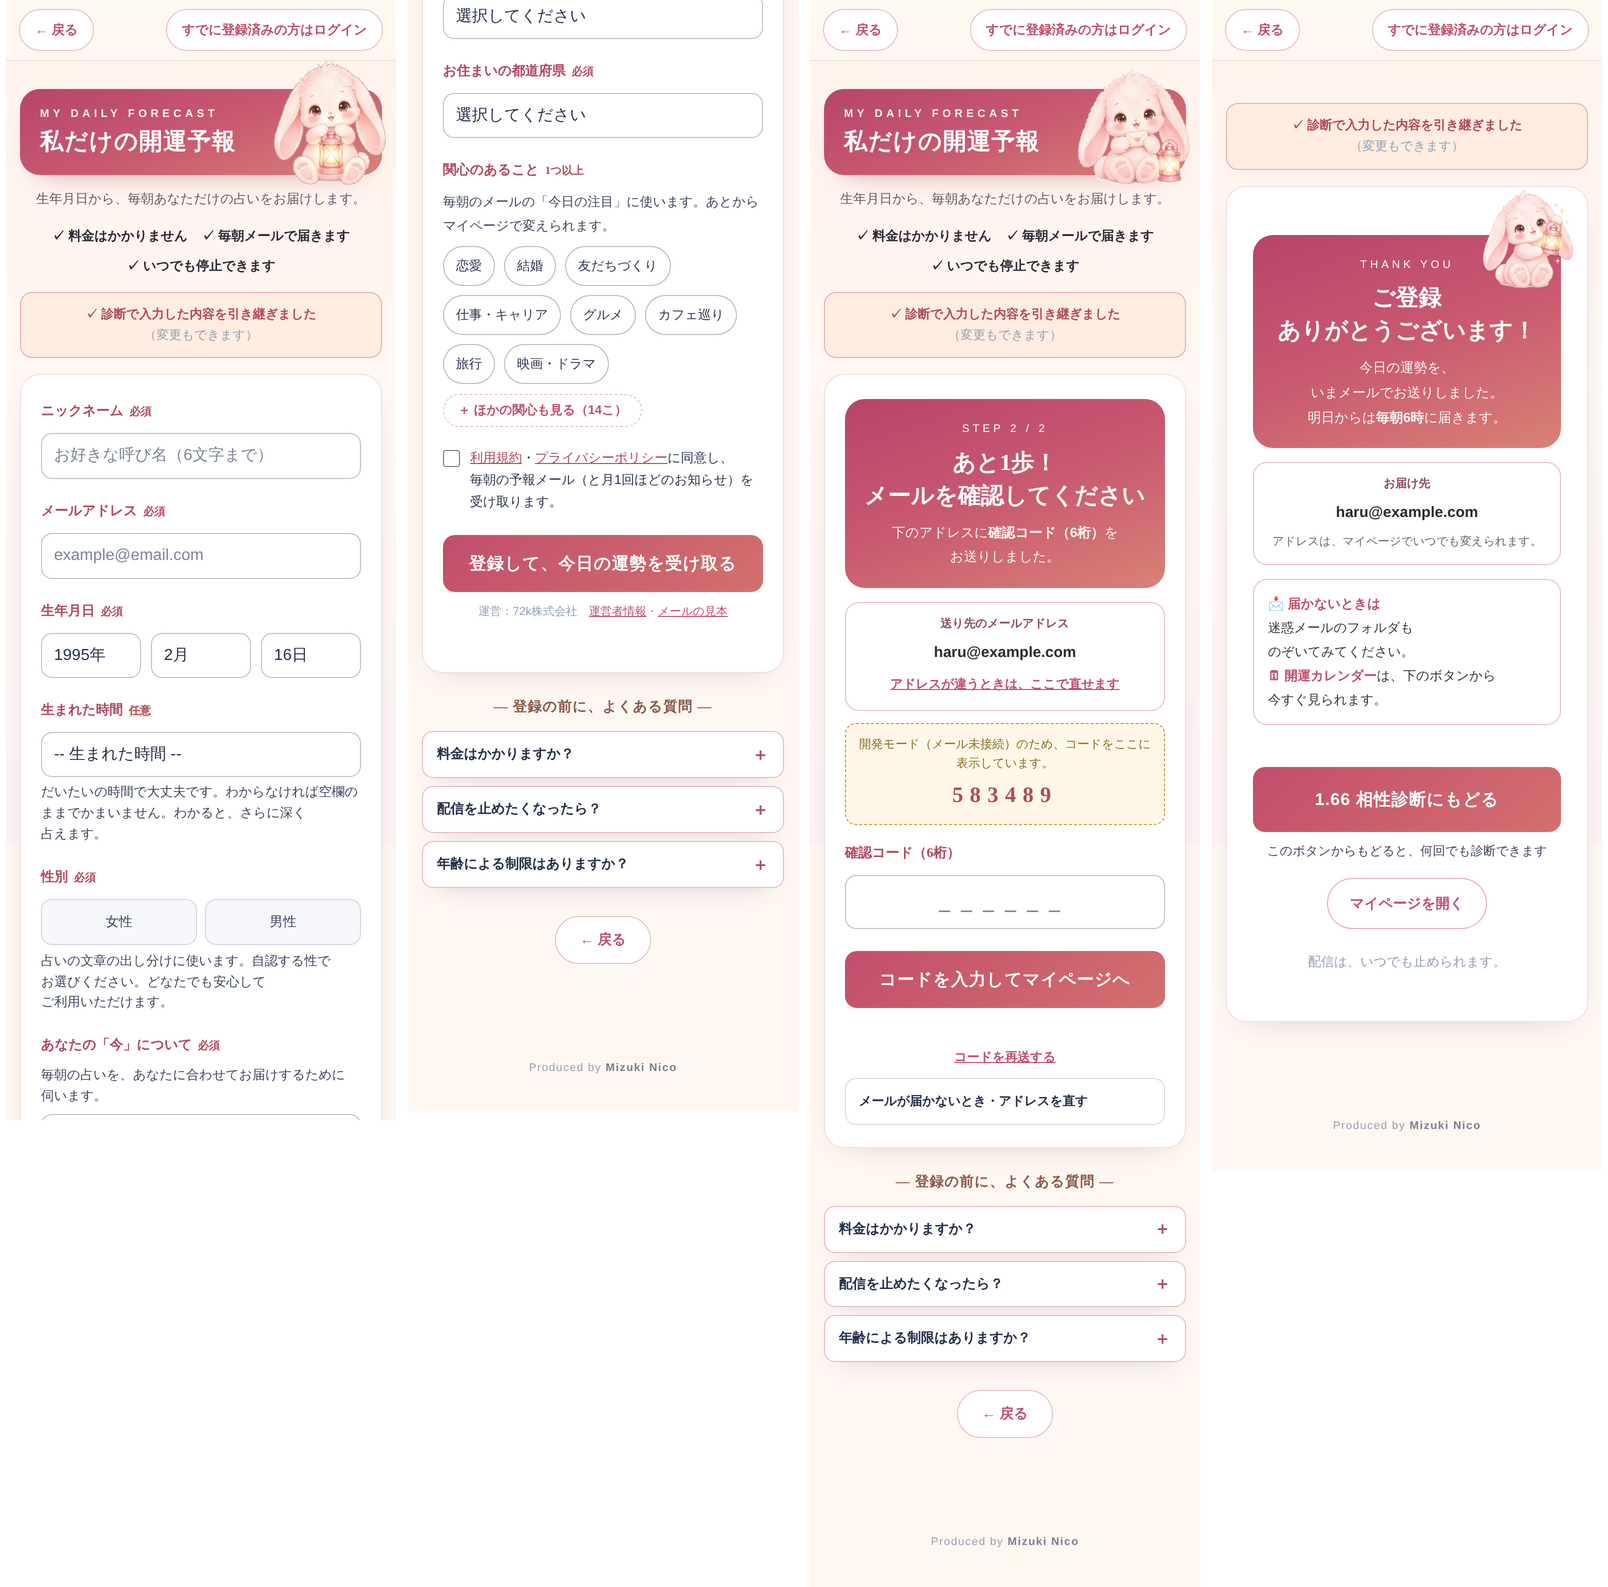 ← 戻る
すでに登録済みの方はログイン
MY DAILY FORECAST
私だけの開運予報
生年月日から、毎朝あなただけの占いをお届けします。
✓ 料金はかかりません ✓ 毎朝メールで届きます
✓ いつでも停止できます
✓ 診断で入力した内容を引き継ぎました
（変更もできます）
ニックネーム 必須
お好きな呼び名（6文字まで）
メールアドレス 必須
example@email.com
生年月日 必須
1995年 2月 16日
生まれた時間 任意
-- 生まれた時間 --
だいたいの時間で大丈夫です。わからなければ空欄の
ままでかまいません。わかると、さらに深く
占えます。
性別 必須
女性 男性
占いの文章の出し分けに使います。自認する性で
お選びください。どなたでも安心して
ご利用いただけます。
あなたの「今」について 必須
毎朝の占いを、あなたに合わせてお届けするために
伺います。
選択してください
お住まいの都道府県 必須
選択してください
関心のあること 1つ以上
毎朝のメールの「今日の注目」に使います。あとから
マイページで変えられます。
恋愛 結婚 友だちづくり
仕事・キャリア グルメ カフェ巡り
旅行 映画・ドラマ
＋ ほかの関心も見る（14こ）
利用規約・プライバシーポリシーに同意し、
毎朝の予報メール（と月1回ほどのお知らせ）を
受け取ります。
登録して、今日の運勢を受け取る
運営：72k株式会社 運営者情報・メールの見本
— 登録の前に、よくある質問 —
料金はかかりますか？ ＋
配信を止めたくなったら？ ＋
年齢による制限はありますか？ ＋
← 戻る
Produced by Mizuki Nico
← 戻る
すでに登録済みの方はログイン
MY DAILY FORECAST
私だけの開運予報
生年月日から、毎朝あなただけの占いをお届けします。
✓ 料金はかかりません ✓ 毎朝メールで届きます
✓ いつでも停止できます
✓ 診断で入力した内容を引き継ぎました
（変更もできます）
STEP 2 / 2
あと1歩！
メールを確認してください
下のアドレスに確認コード（6桁）を
お送りしました。
送り先のメールアドレス
haru@example.com
アドレスが違うときは、ここで直せます
開発モード（メール未接続）のため、コードをここに
表示しています。
583489
確認コード（6桁）
_ _ _ _ _ _
コードを入力してマイページへ
コードを再送する
メールが届かないとき・アドレスを直す
— 登録の前に、よくある質問 —
料金はかかりますか？ ＋
配信を止めたくなったら？ ＋
年齢による制限はありますか？ ＋
← 戻る
Produced by Mizuki Nico
← 戻る
すでに登録済みの方はログイン
✓ 診断で入力した内容を引き継ぎました
（変更もできます）
THANK YOU
ご登録
ありがとうございます！
今日の運勢を、
いまメールでお送りしました。
明日からは毎朝6時に届きます。
お届け先
haru@example.com
アドレスは、マイページでいつでも変えられます。
📩 届かないときは
迷惑メールのフォルダも
のぞいてみてください。
🗓 開運カレンダーは、下のボタンから
今すぐ見られます。
1.66 相性診断にもどる
このボタンからもどると、何回でも診断できます
マイページを開く
配信は、いつでも止められます。
Produced by Mizuki Nico